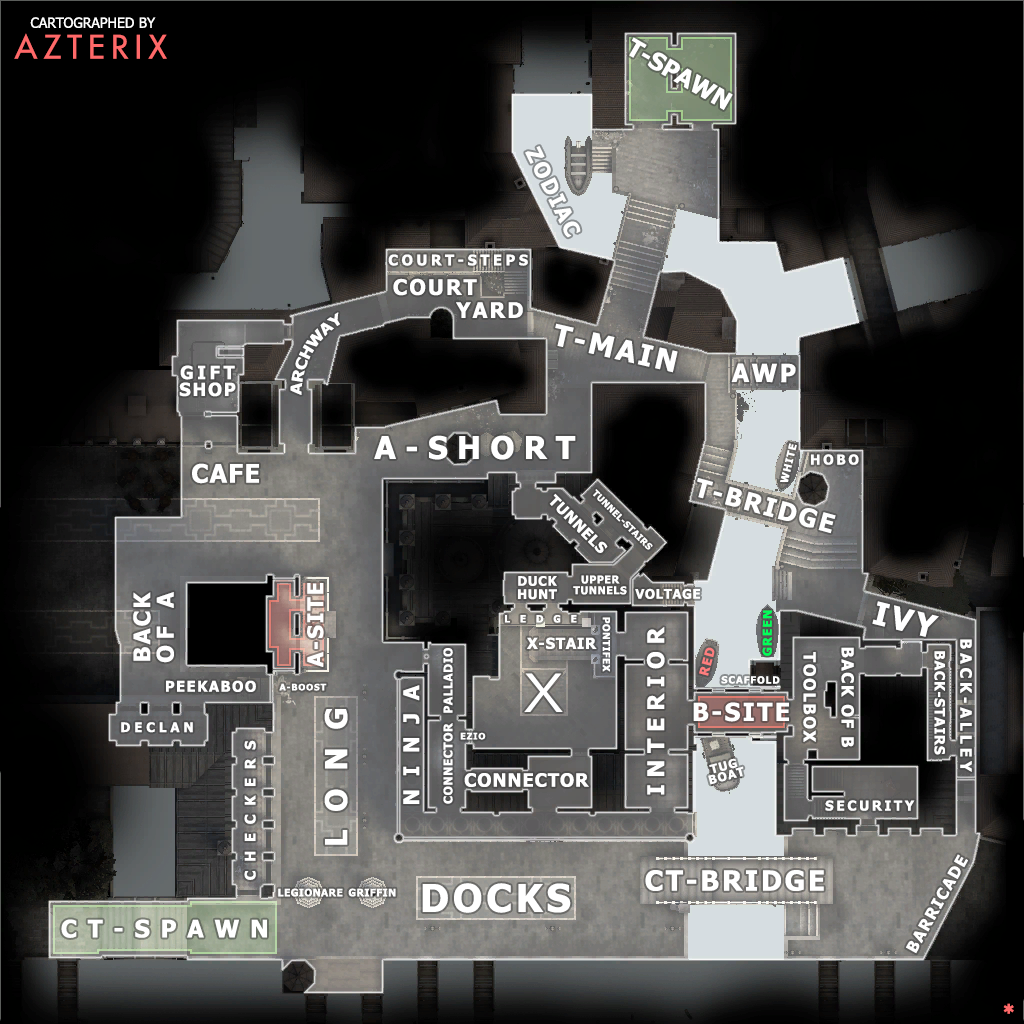 CARTOGRAPHED BY
AZTERIX
T-SPAWN
ZODIAC
COURT-STEPS
COURT
YARD
ARCHWAY
T-MAIN
GIFT
SHOP
AWP
A-SHORT
CAFE
WHITE
HOBO
T-BRIDGE
TUNNELS
TUNNEL-STAIRS
DUCK
HUNT
UPPER
TUNNELS
VOLTAGE
BACK
OF A
A-SITE
LEDGE
X-STAIR
PONTIFEX
INTERIOR
GREEN
RED
IVY
PEEKABOO
A-BOOST
DECLAN
X
SCAFFOLD
B-SITE
TOOLBOX
BACK OF B
BACK-STAIRS
BACK-ALLEY
NINJA
CONNECTOR PALLADIO
EZIO
LONG
CHECKERS
CONNECTOR
TUG
BOAT
SECURITY
LEGIONARE GRIFFIN
DOCKS
CT-BRIDGE
BARRICADE
CT-SPAWN
*